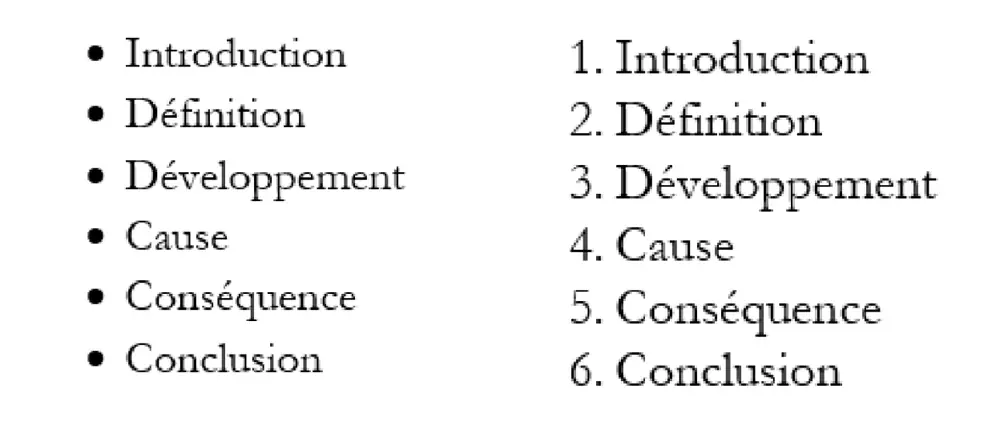 • Introduction
• Définition
• Développement
• Cause
• Conséquence
• Conclusion
1. Introduction
2. Définition
3. Développement
4. Cause
5. Conséquence
6. Conclusion